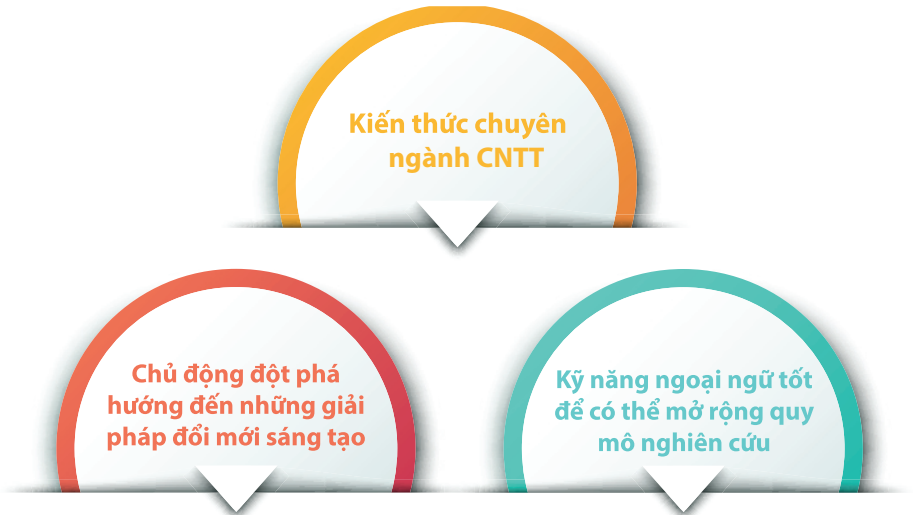 Kiến thức chuyên
ngành CNTT
Chủ động đột phá
hướng đến những giải
pháp đổi mới sáng tạo
Kỹ năng ngoại ngữ tốt
để có thể mở rộng quy
mô nghiên cứu